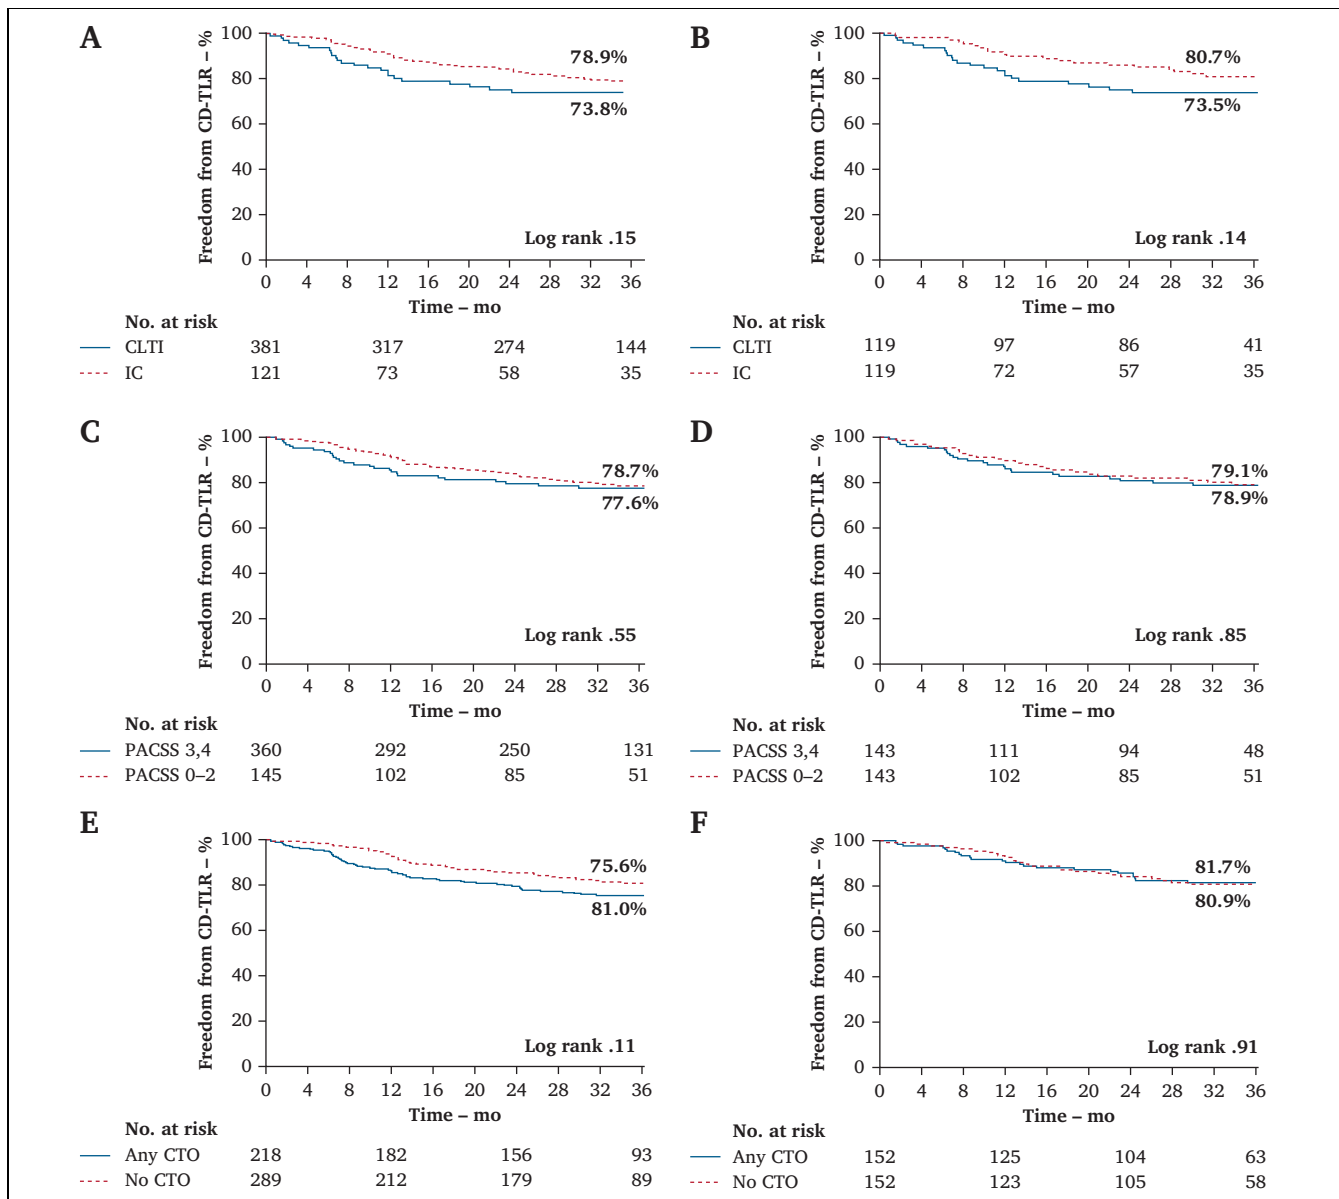 A
Freedom from CD-TLR – %
100
80
60
40
20
0
78.9%
73.8%
Log rank .15
0 4 8 12 16 20 24 28 32 36
Time – mo
No. at risk
CLTI 381 317 274 144
IC 121 73 58 35
B
Freedom from CD-TLR – %
100
80
60
40
20
0
80.7%
73.5%
Log rank .14
0 4 8 12 16 20 24 28 32 36
Time – mo
No. at risk
CLTI 119 97 86 41
IC 119 72 57 35
C
Freedom from CD-TLR – %
100
80
60
40
20
0
78.7%
77.6%
Log rank .55
0 4 8 12 16 20 24 28 32 36
Time – mo
No. at risk
PACSS 3,4 360 292 250 131
PACSS 0–2 145 102 85 51
D
Freedom from CD-TLR – %
100
80
60
40
20
0
79.1%
78.9%
Log rank .85
0 4 8 12 16 20 24 28 32 36
Time – mo
No. at risk
PACSS 3,4 143 111 94 48
PACSS 0–2 143 102 85 51
E
Freedom from CD-TLR – %
100
80
60
40
20
0
75.6%
81.0%
Log rank .11
0 4 8 12 16 20 24 28 32 36
Time – mo
No. at risk
Any CTO 218 182 156 93
No CTO 289 212 179 89
F
Freedom from CD-TLR – %
100
80
60
40
20
0
81.7%
80.9%
Log rank .91
0 4 8 12 16 20 24 28 32 36
Time – mo
No. at risk
Any CTO 152 125 104 63
No CTO 152 123 105 58